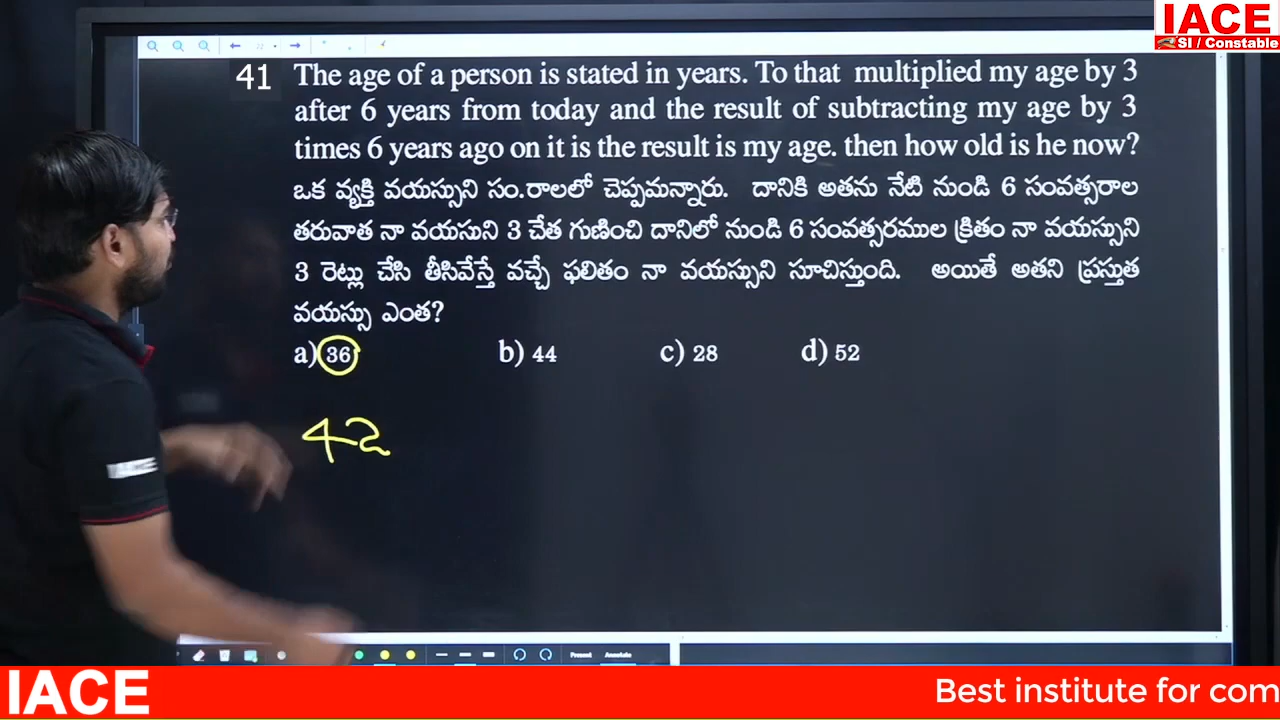 IACE
SI / Constable
41 The age of a person is stated in years. To that multiplied my age by 3
after 6 years from today and the result of subtracting my age by 3
times 6 years ago on it is the result is my age. then how old is he now?
ఒక వ్యక్తి వయస్సుని సం.రాలలో చెప్పమన్నారు. దానికి అతను నేటి నుండి 6 సంవత్సరాల
తరువాత నా వయసుని 3 చేత గుణించి దానిలో నుండి 6 సంవత్సరముల క్రితం నా వయస్సుని
3 రెట్లు చేసి తీసివేస్తే వచ్చే ఫలితం నా వయస్సుని సూచిస్తుంది. అయితే అతని ప్రస్తుత
వయస్సు ఎంత?
a) 36 b) 44 c) 28 d) 52
42
IACE
Present Annotate
IACE Best institute for com